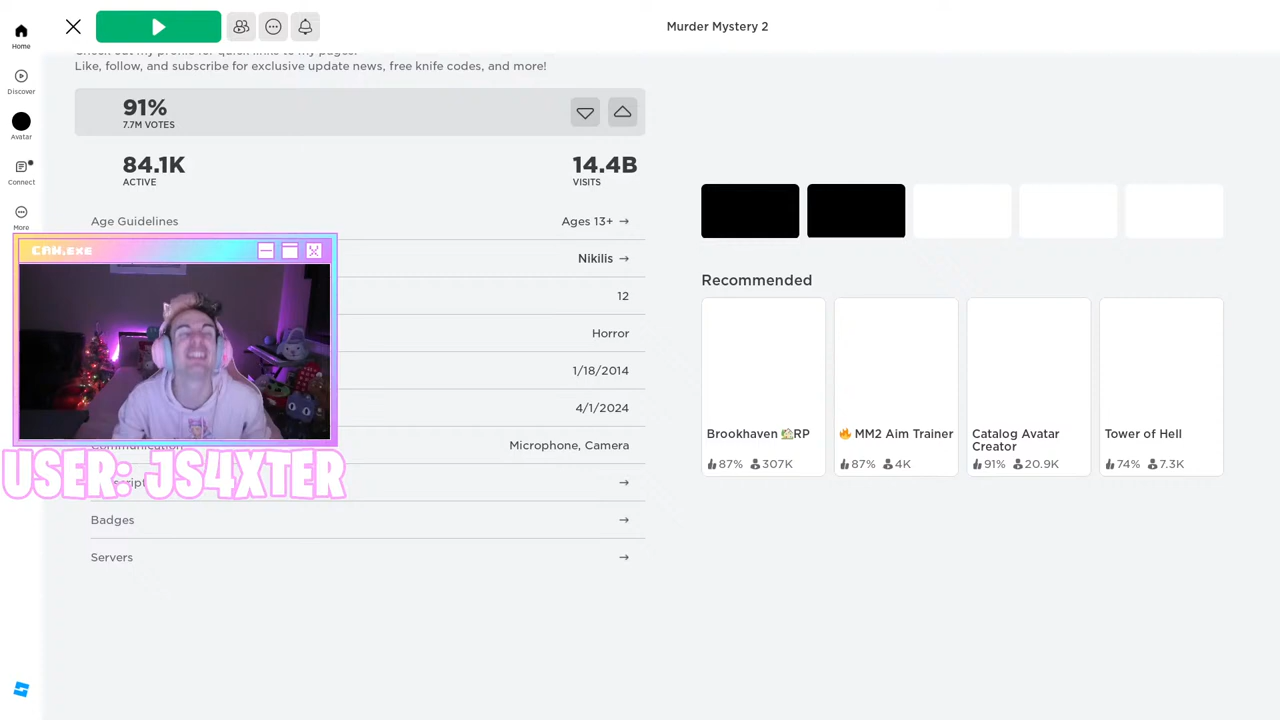 Murder Mystery 2
Home
Discover
Avatar
Connect
More
Like, follow, and subscribe for exclusive update news, free knife codes, and more!
91%
7.7M VOTES
84.1K
ACTIVE
14.4B
VISITS
Age Guidelines
Ages 13+ →
Nikilis →
12
Horror
1/18/2014
4/1/2024
Microphone, Camera
Badges
Servers
CAM.EXE
USER: JS4XTER
Recommended
Brookhaven 🏡RP
87% 307K
🔥 MM2 Aim Trainer
87% 4K
Catalog Avatar
Creator
91% 20.9K
Tower of Hell
74% 7.3K